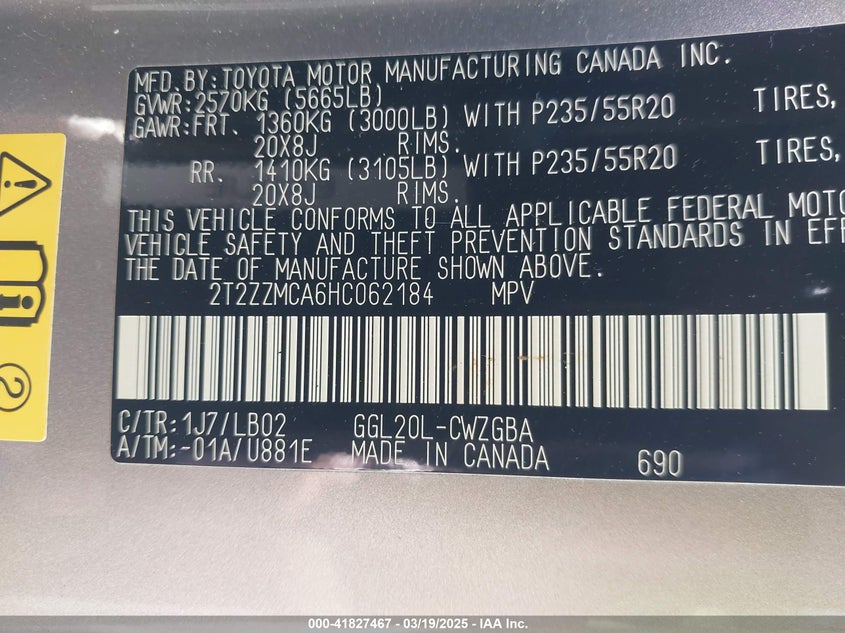 MFD.BY:TOYOTA MOTOR MANUFACTURING CANADA INC.
GVWR:2570KG (5665LB)
GAWR:FRT. 1360KG (3000LB) WITH P235/55R20 TIRES,
20X8J RIMS.
RR. 1410KG (3105LB) WITH P235/55R20 TIRES,
20X8J RIMS.
THIS VEHICLE CONFORMS TO ALL APPLICABLE FEDERAL MOTO
VEHICLE SAFETY AND THEFT PREVENTION STANDARDS IN EFF
THE DATE OF MANUFACTURE SHOWN ABOVE.
2T2ZZMCA6HC062184 MPV
C/TR:1J7/LB02 GGL20L-CWZGBA
A/TM:-01A/U881E MADE IN CANADA 690
2
000-41827467 - 03/19/2025 - IAA Inc.